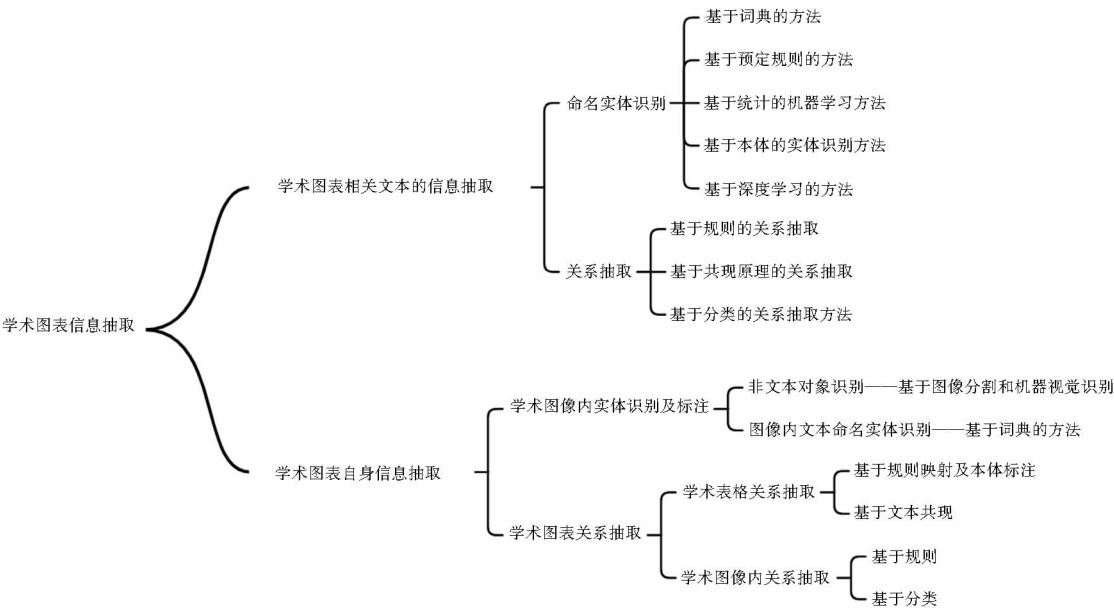 学术图表信息抽取
学术图表相关文本的信息抽取
命名实体识别
基于词典的方法
基于预定规则的方法
基于统计的机器学习方法
基于本体的实体识别方法
基于深度学习的方法
关系抽取
基于规则的关系抽取
基于共现原理的关系抽取
基于分类的关系抽取方法
学术图表自身信息抽取
学术图像内实体识别及标注
非文本对象识别——基于图像分割和机器视觉识别
图像内文本命名实体识别——基于词典的方法
学术图表关系抽取
学术表格关系抽取
基于规则映射及本体标注
基于文本共现
学术图像内关系抽取
基于规则
基于分类